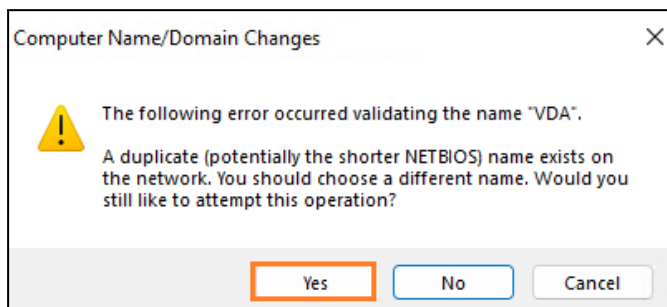 Computer Name/Domain Changes
The following error occurred validating the name "VDA".
A duplicate (potentially the shorter NETBIOS) name exists on
the network. You should choose a different name. Would you
still like to attempt this operation?
Yes
No
Cancel